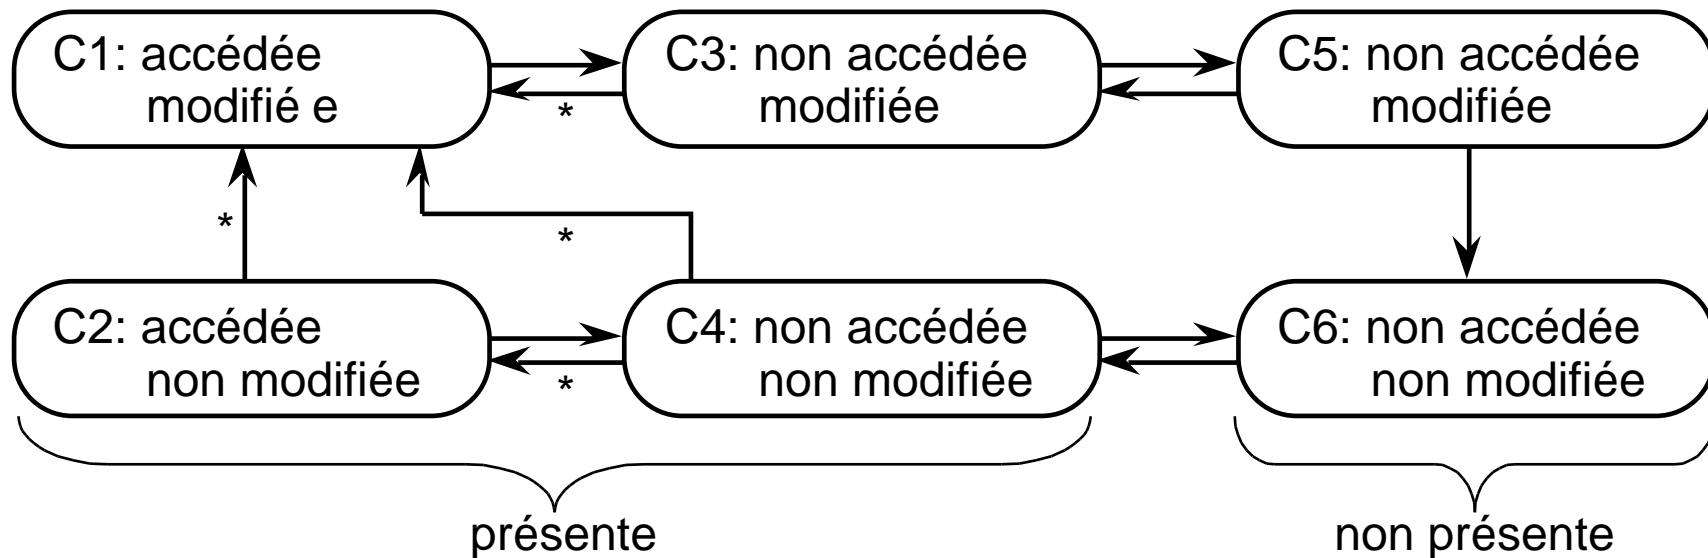 C1: accédée
modifié e
C3: non accédée
modifiée
C5: non accédée
modifiée
*
*
*
C2: accédée
non modifiée
C4: non accédée
non modifiée
C6: non accédée
non modifiée
*
présente
non présente